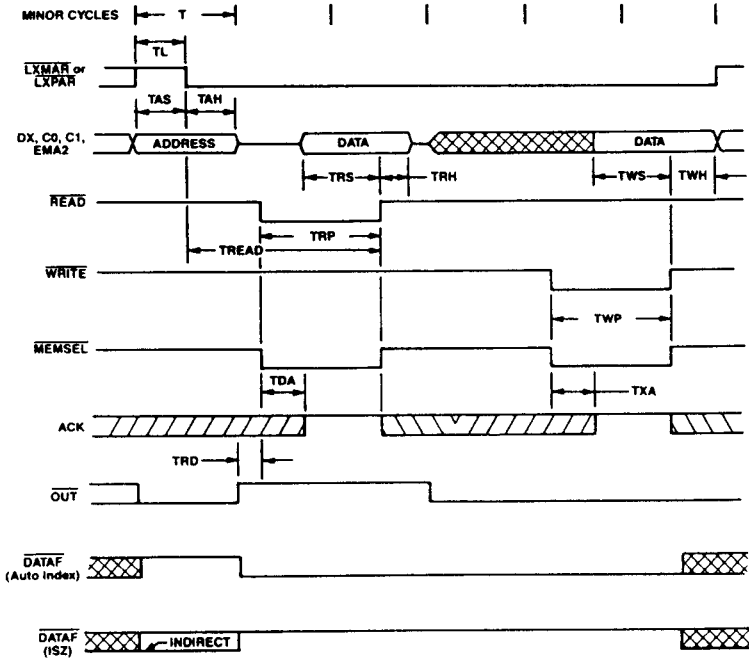 MINOR CYCLES
T
TL
LXMAR or
LXPAR
TAS
TAH
DX, C0, C1,
EMA2
ADDRESS
DATA
DATA
TRS
TRH
TWS
TWH
READ
TRP
TREAD
WRITE
TWP
MEMSEL
TDA
TXA
ACK
TRD
OUT
DATAF
(Auto Index)
DATAF
(ISZ)
INDIRECT